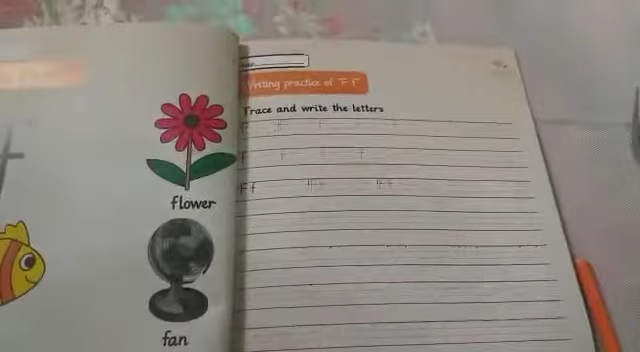 flower
fan
Writing practice of F f
Trace and write the letters
F f